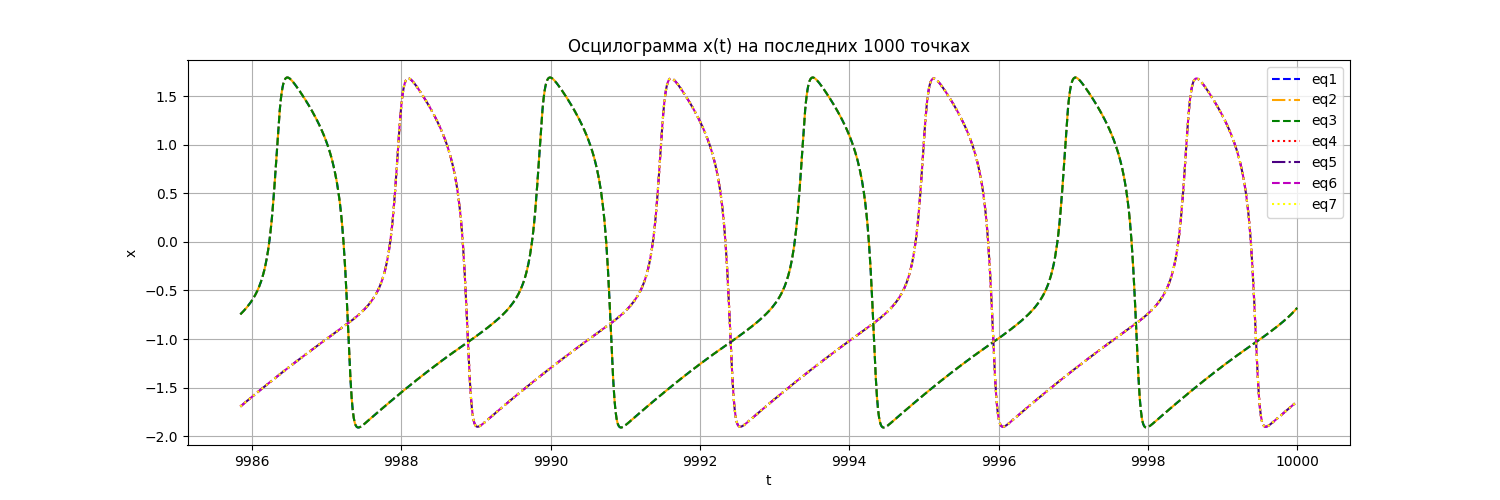 Осцилограмма x(t) на последних 1000 точках
eq1
eq2
eq3
eq4
eq5
eq6
eq7
x
1.5
1.0
0.5
0.0
−0.5
−1.0
−1.5
−2.0
9986 9988 9990 9992 9994 9996 9998 10000
t